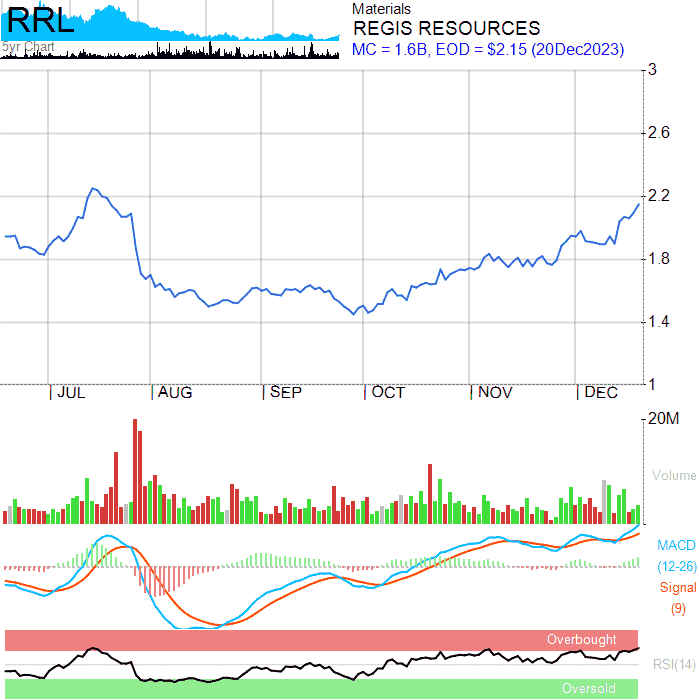 RRL
5yr Chart
Materials
REGIS RESOURCES
MC = 1.6B, EOD = $2.15 (20Dec2023)
3
2.6
2.2
1.8
1.4
1
JUL AUG SEP OCT NOV DEC
20M
Volume
MACD
(12-26)
Signal
(9)
Overbought
RSI(14)
Oversold